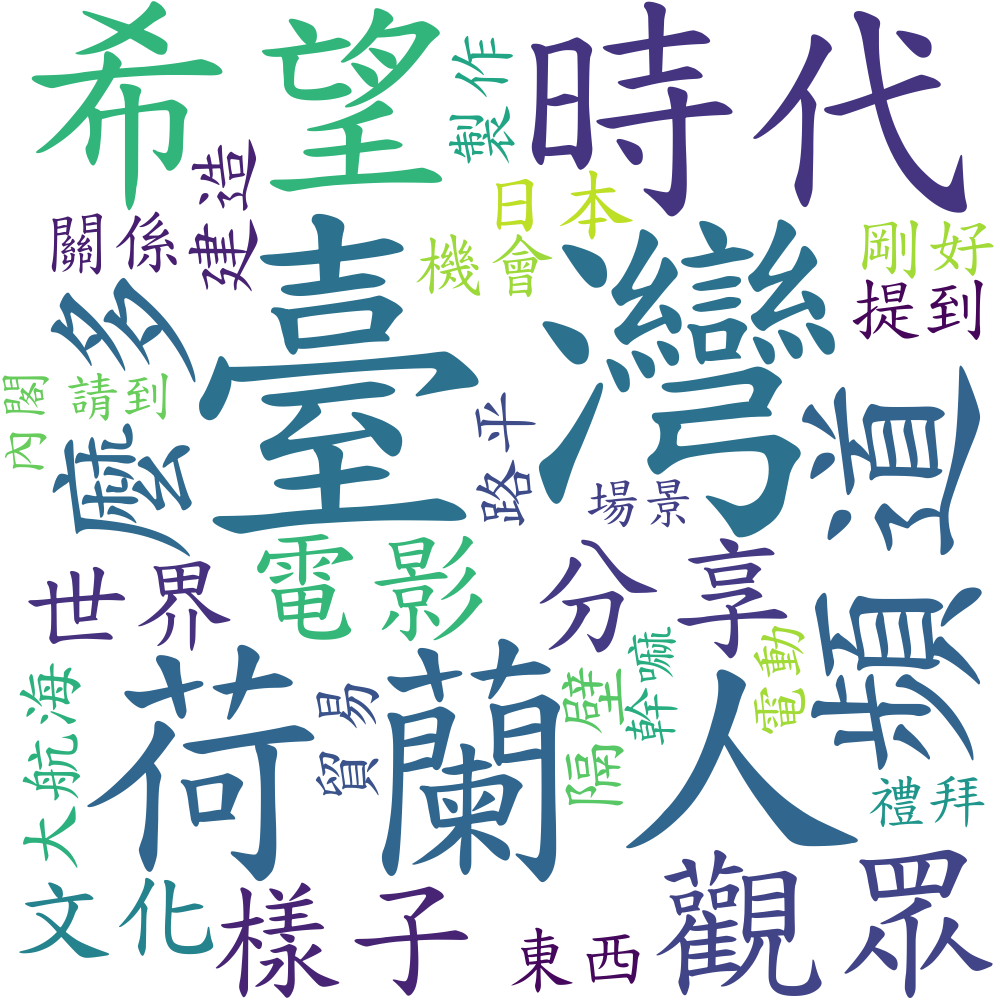 希望
時代
製作
建造
日本
關係
機會
剛好
提到
臺灣
多麼
內閣
請到
路平
頻道
場景
電影
分享
世界
荷蘭人
大航海
貿易
隔壁
幹嘛
電動
禮拜
文化
樣子
東西
觀眾